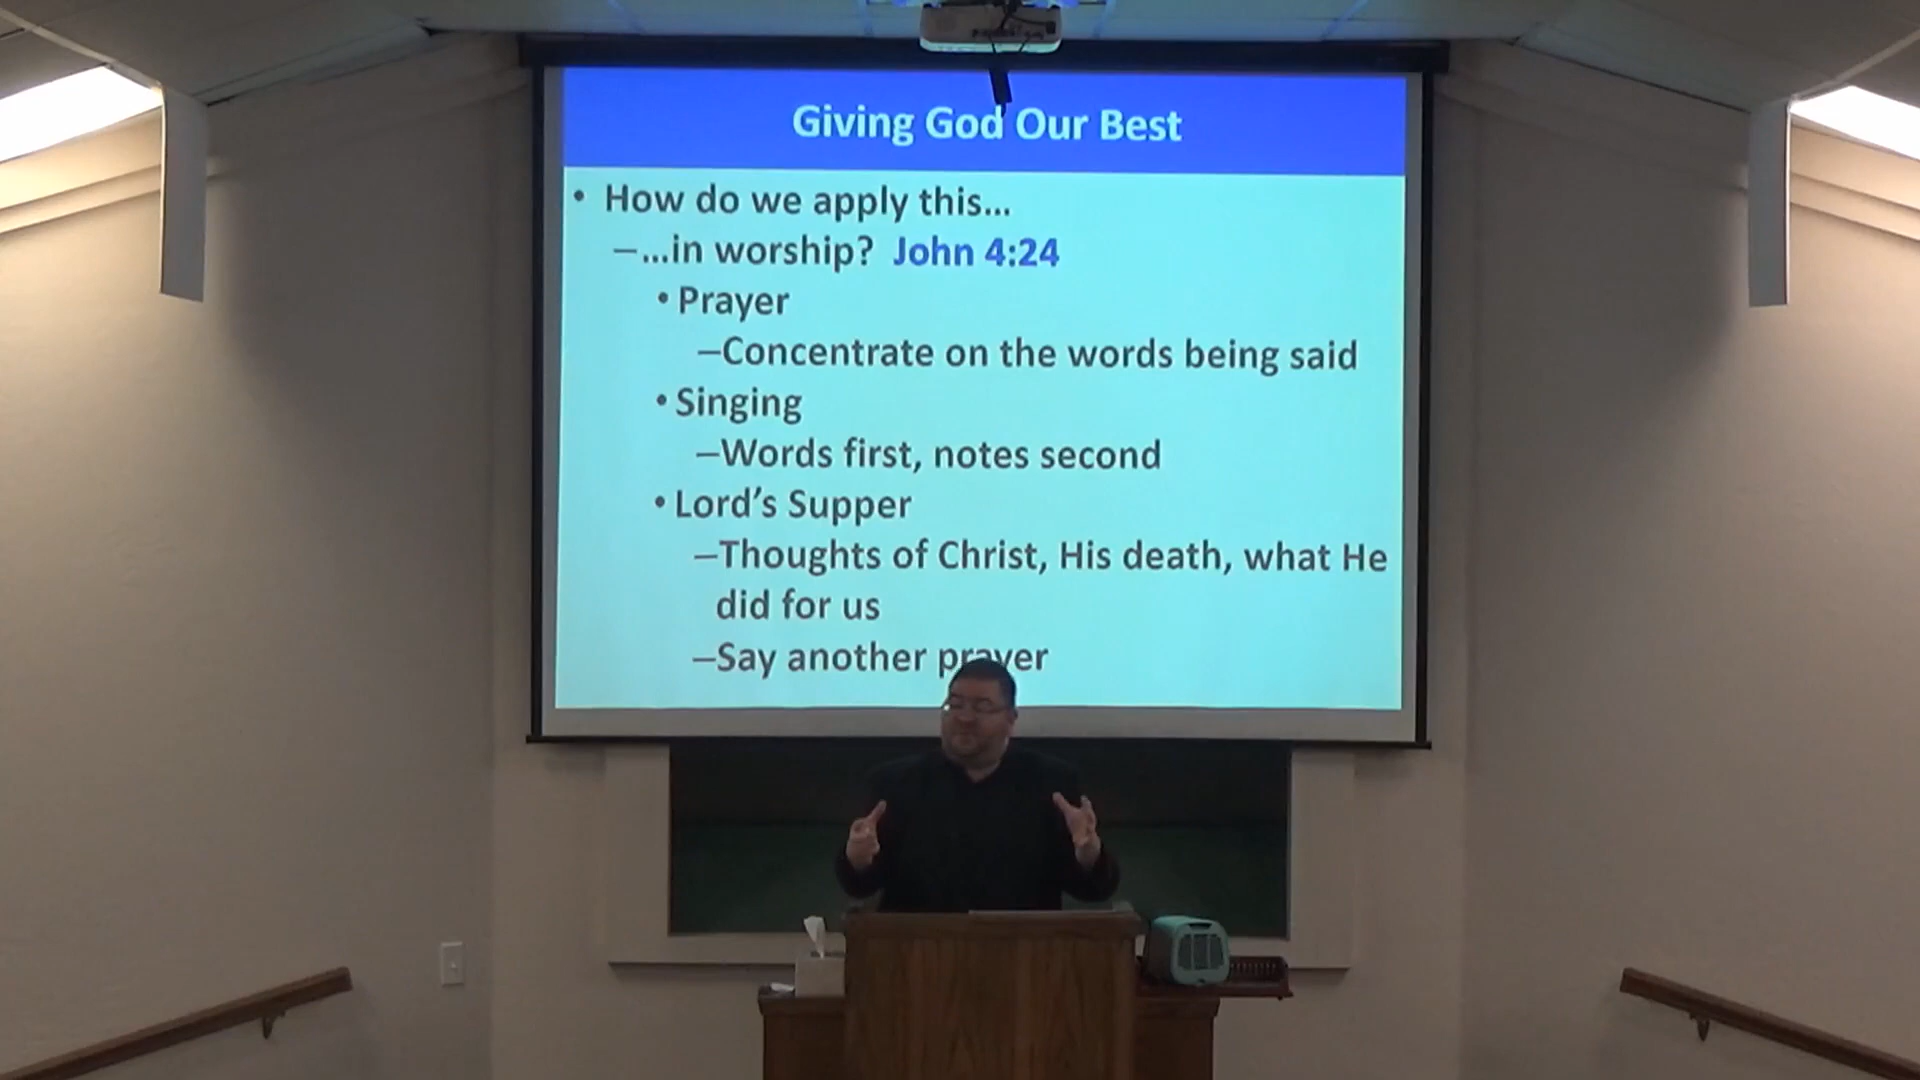 Giving God Our Best
• How do we apply this...
–...in worship? John 4:24
• Prayer
–Concentrate on the words being said
• Singing
–Words first, notes second
• Lord's Supper
–Thoughts of Christ, His death, what He
did for us
–Say another prayer